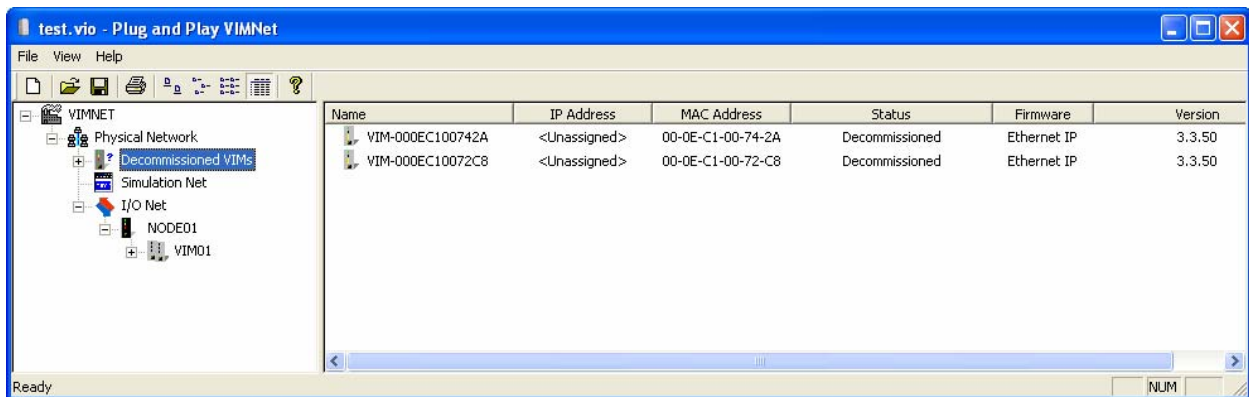 test.vio - Plug and Play VIMNet
File View Help
VIMNET
Physical Network
Decommissioned VIMs
Simulation Net
I/O Net
NODE01
VIM01
Name IP Address MAC Address Status Firmware Version
VIM-000EC100742A <Unassigned> 00-0E-C1-00-74-2A Decommissioned Ethernet IP 3.3.50
VIM-000EC10072C8 <Unassigned> 00-0E-C1-00-72-C8 Decommissioned Ethernet IP 3.3.50
Ready NUM